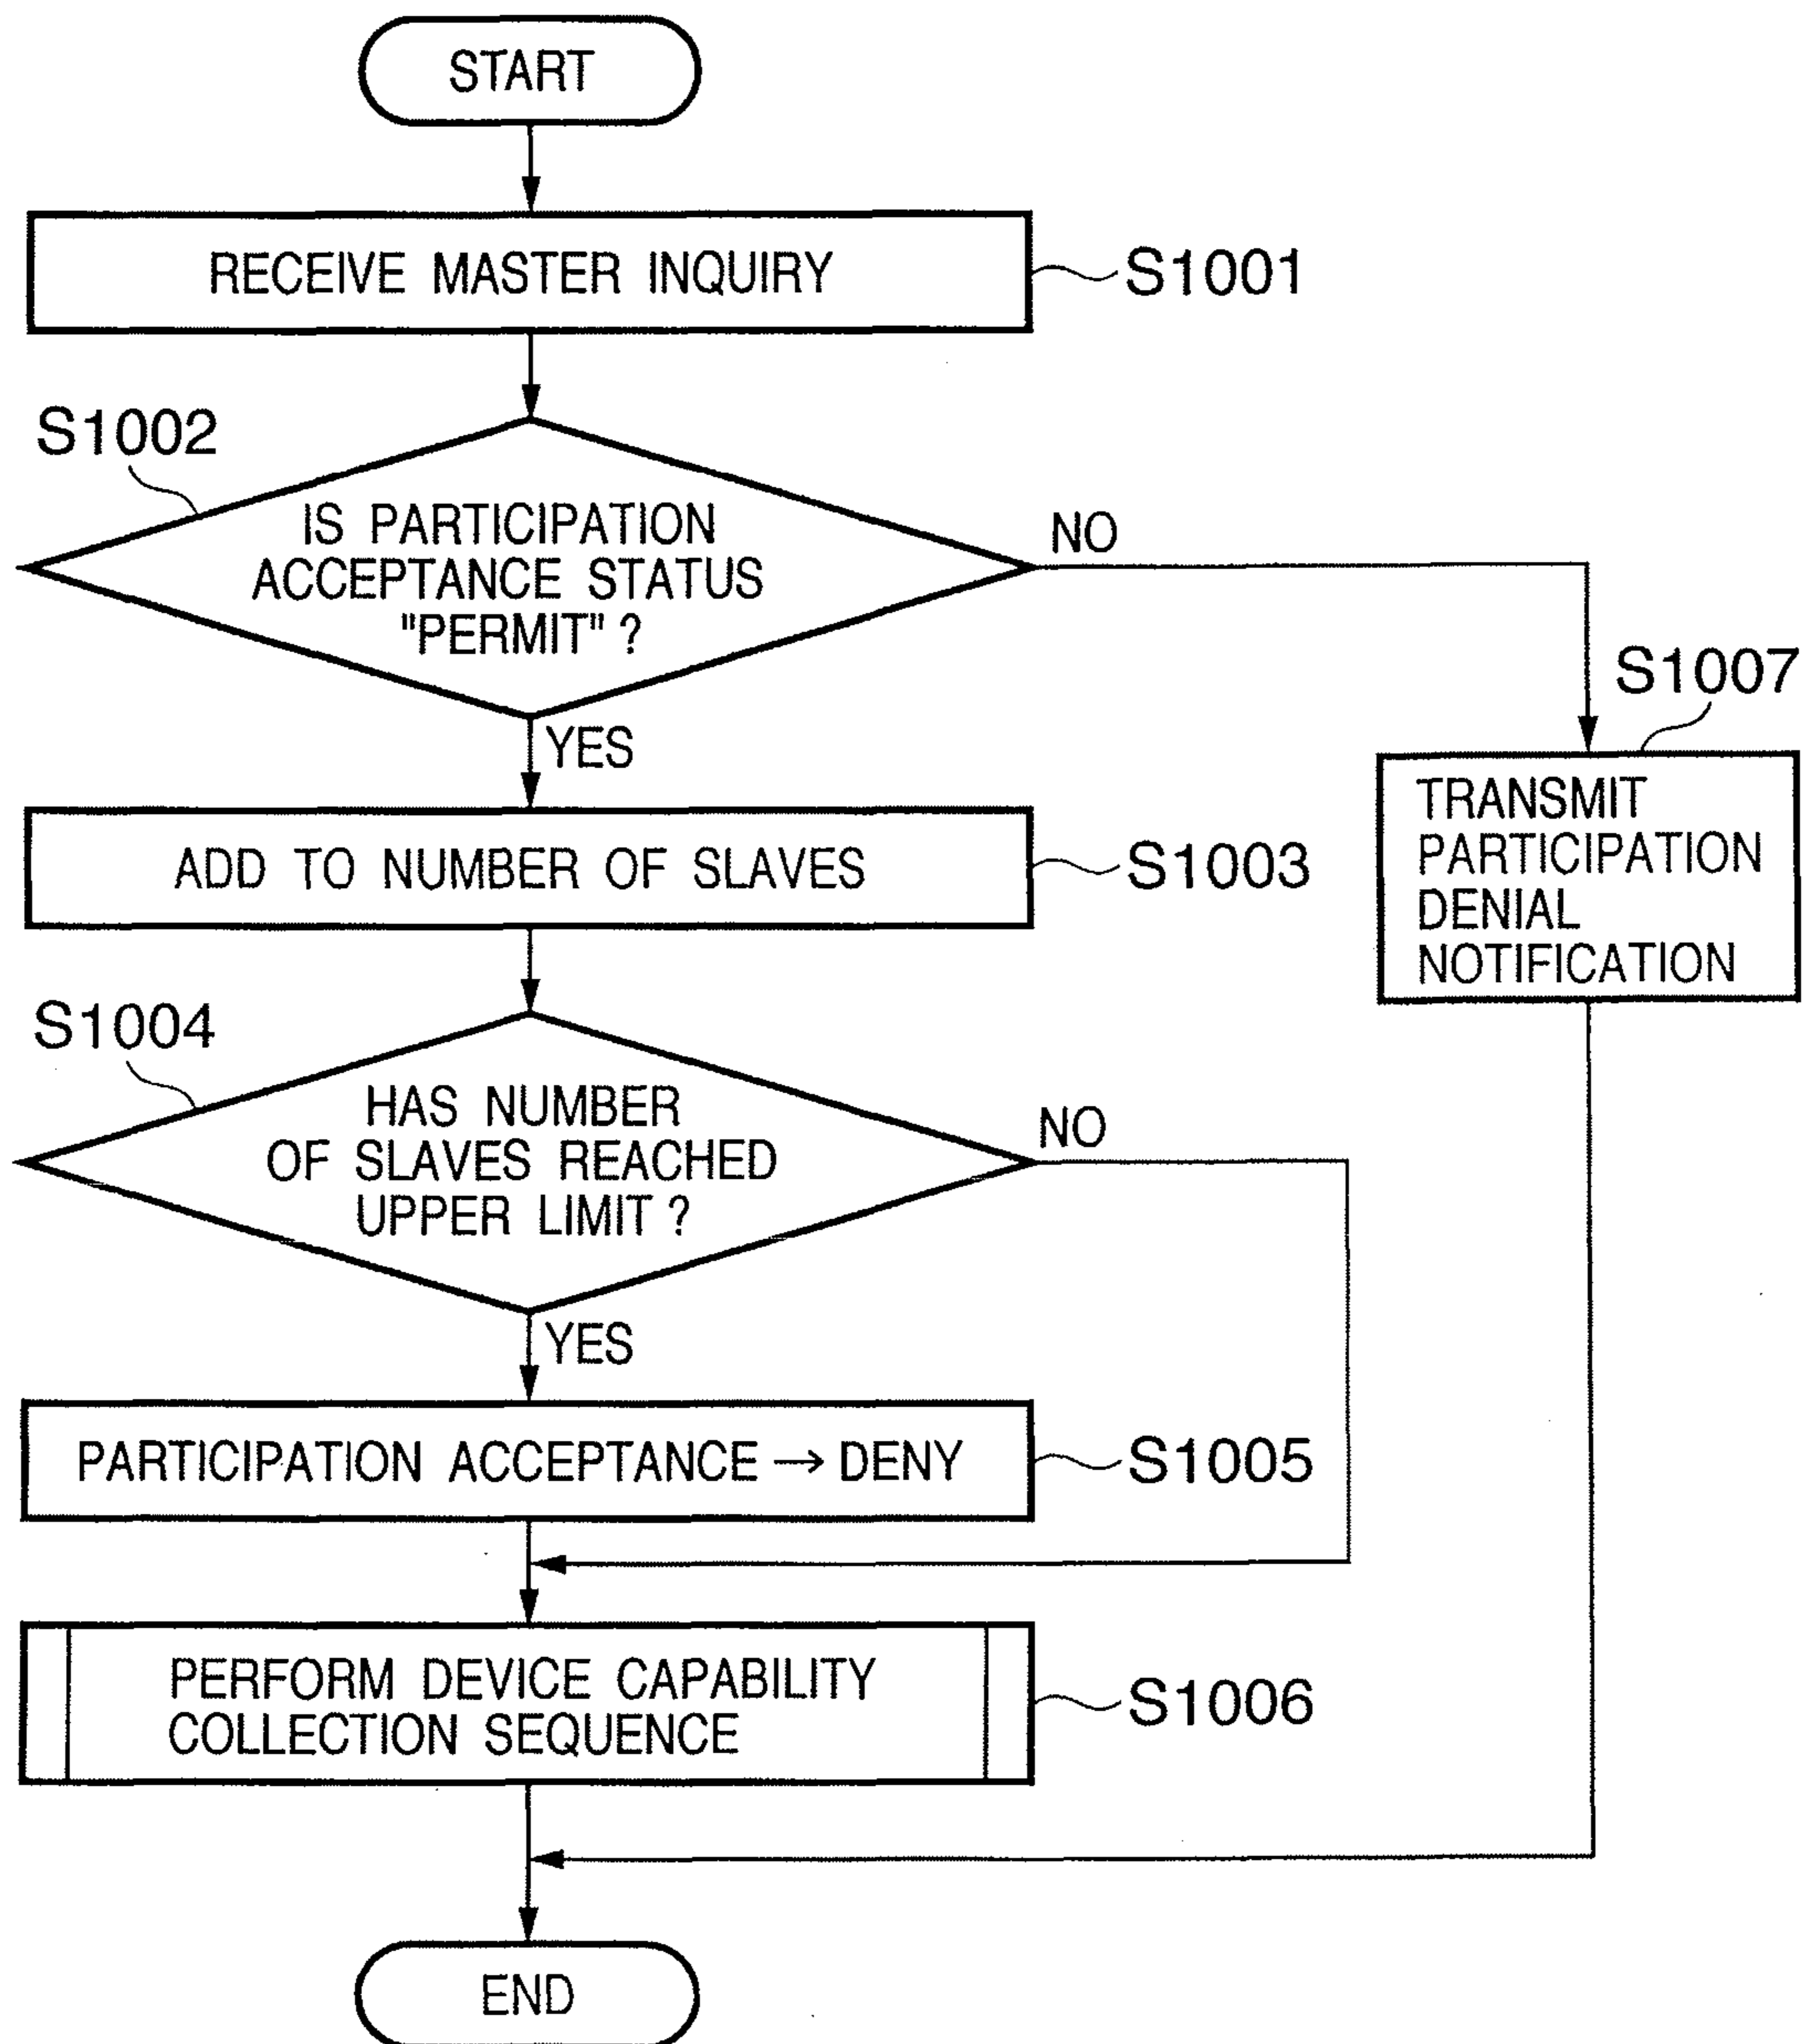 START
RECEIVE MASTER INQUIRY
S1001
S1002
IS PARTICIPATION
ACCEPTANCE STATUS
"PERMIT" ?
NO
YES
S1007
TRANSMIT
PARTICIPATION
DENIAL
NOTIFICATION
ADD TO NUMBER OF SLAVES
S1003
S1004
HAS NUMBER
OF SLAVES REACHED
UPPER LIMIT ?
NO
YES
PARTICIPATION ACCEPTANCE → DENY
S1005
PERFORM DEVICE CAPABILITY
COLLECTION SEQUENCE
S1006
END